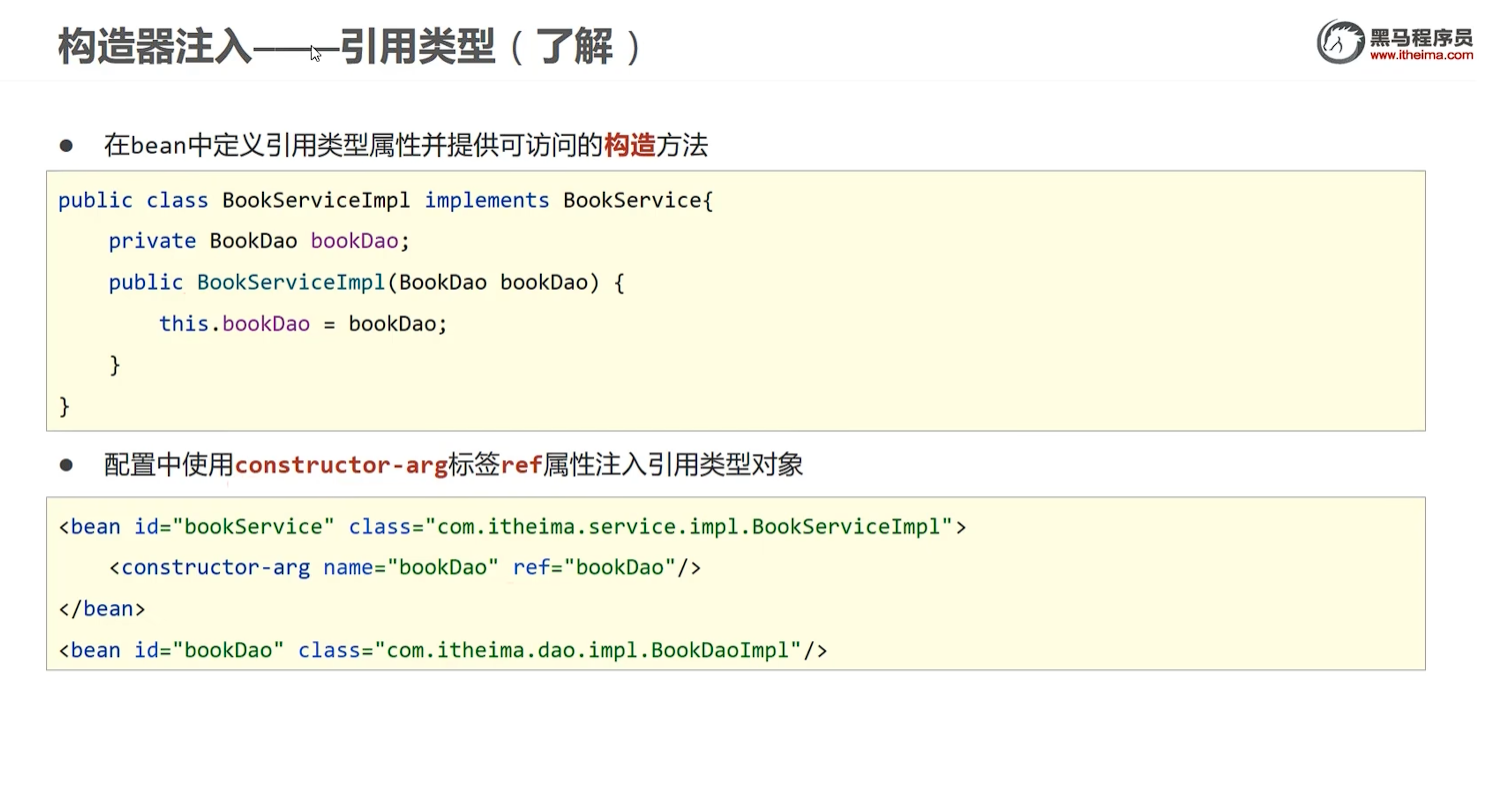 构造器注入——引用类型（了解）
黑马程序员
www.itheima.com
● 在bean中定义引用类型属性并提供可访问的构造方法
public class BookServiceImpl implements BookService{
    private BookDao bookDao;
    public BookServiceImpl(BookDao bookDao) {
        this.bookDao = bookDao;
    }
}
● 配置中使用constructor-arg标签ref属性注入引用类型对象
<bean id="bookService" class="com.itheima.service.impl.BookServiceImpl">
    <constructor-arg name="bookDao" ref="bookDao"/>
</bean>
<bean id="bookDao" class="com.itheima.dao.impl.BookDaoImpl"/>